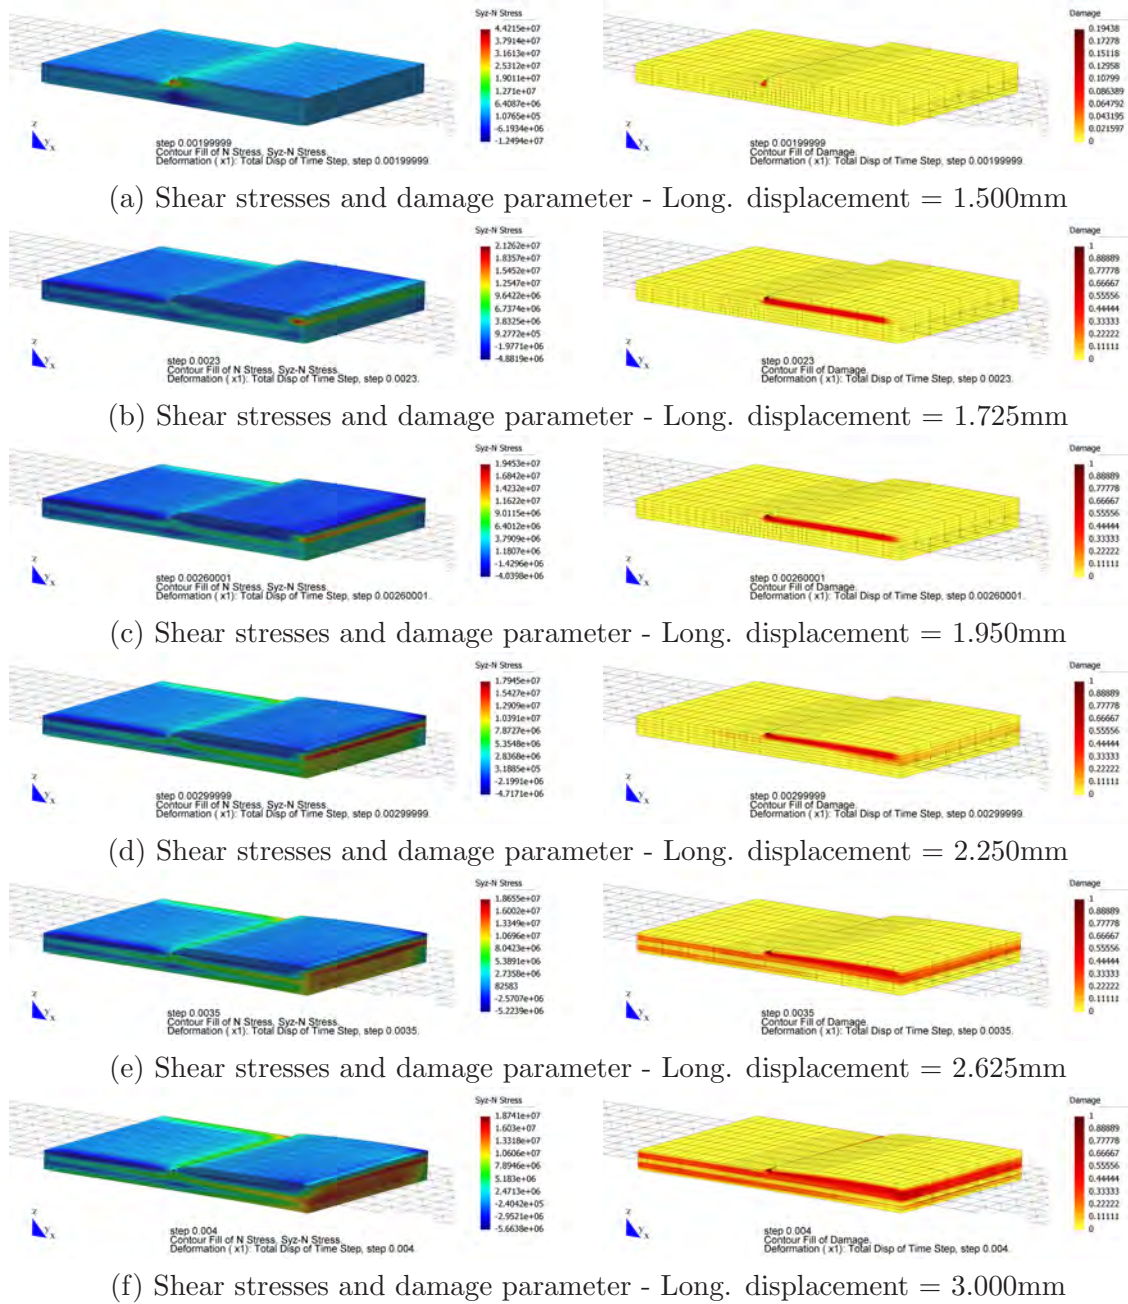 Syz-N Stress
4.4215e+07
3.7914e+07
3.1613e+07
2.5312e+07
1.9011e+07
1.271e+07
6.4087e+06
1.0765e+05
-6.1934e+06
-1.2494e+07
z
y x
step 0.00199999
Contour Fill of N Stress, Syz-N Stress.
Deformation ( x1): Total Disp of Time Step, step 0.00199999.
Damage
0.19438
0.17278
0.15118
0.12958
0.10799
0.086389
0.064792
0.043195
0.021597
0
z
y x
step 0.00199999
Contour Fill of Damage.
Deformation ( x1): Total Disp of Time Step, step 0.00199999.
(a) Shear stresses and damage parameter - Long. displacement = 1.500mm
Syz-N Stress
2.1262e+07
1.8357e+07
1.5452e+07
1.2547e+07
9.6422e+06
6.7374e+06
3.8325e+06
9.2772e+05
-1.9771e+06
-4.8819e+06
z
y x
step 0.0023
Contour Fill of N Stress, Syz-N Stress.
Deformation ( x1): Total Disp of Time Step, step 0.0023.
Damage
1
0.88889
0.77778
0.66667
0.55556
0.44444
0.33333
0.22222
0.11111
0
z
y x
step 0.0023
Contour Fill of Damage.
Deformation ( x1): Total Disp of Time Step, step 0.0023.
(b) Shear stresses and damage parameter - Long. displacement = 1.725mm
Syz-N Stress
1.9453e+07
1.6842e+07
1.4232e+07
1.1622e+07
9.0115e+06
6.4012e+06
3.7909e+06
1.1807e+06
-1.4296e+06
-4.0398e+06
z
y x
step 0.00260001
Contour Fill of N Stress, Syz-N Stress.
Deformation ( x1): Total Disp of Time Step, step 0.00260001.
Damage
1
0.88889
0.77778
0.66667
0.55556
0.44444
0.33333
0.22222
0.11111
0
z
y x
step 0.00260001
Contour Fill of Damage.
Deformation ( x1): Total Disp of Time Step, step 0.00260001.
(c) Shear stresses and damage parameter - Long. displacement = 1.950mm
Syz-N Stress
1.7945e+07
1.5427e+07
1.2909e+07
1.0391e+07
7.8727e+06
5.3548e+06
2.8368e+06
3.1885e+05
-2.1991e+06
-4.7171e+06
z
y x
step 0.00299999
Contour Fill of N Stress, Syz-N Stress.
Deformation ( x1): Total Disp of Time Step, step 0.00299999.
Damage
1
0.88889
0.77778
0.66667
0.55556
0.44444
0.33333
0.22222
0.11111
0
z
y x
step 0.00299999
Contour Fill of Damage.
Deformation ( x1): Total Disp of Time Step, step 0.00299999.
(d) Shear stresses and damage parameter - Long. displacement = 2.250mm
Syz-N Stress
1.8655e+07
1.6002e+07
1.3349e+07
1.0696e+07
8.0423e+06
5.3891e+06
2.7358e+06
82583
-2.5707e+06
-5.2239e+06
z
y x
step 0.0035
Contour Fill of N Stress, Syz-N Stress.
Deformation ( x1): Total Disp of Time Step, step 0.0035.
Damage
1
0.88889
0.77778
0.66667
0.55556
0.44444
0.33333
0.22222
0.11111
0
z
y x
step 0.0035
Contour Fill of Damage.
Deformation ( x1): Total Disp of Time Step, step 0.0035.
(e) Shear stresses and damage parameter - Long. displacement = 2.625mm
Syz-N Stress
1.8741e+07
1.603e+07
1.3318e+07
1.0606e+07
7.8946e+06
5.183e+06
2.4713e+06
-2.4042e+05
-2.9521e+06
-5.6638e+06
z
y x
step 0.004
Contour Fill of N Stress, Syz-N Stress.
Deformation ( x1): Total Disp of Time Step, step 0.004.
Damage
1
0.88889
0.77778
0.66667
0.55556
0.44444
0.33333
0.22222
0.11111
0
z
y x
step 0.004
Contour Fill of Damage.
Deformation ( x1): Total Disp of Time Step, step 0.004.
(f) Shear stresses and damage parameter - Long. displacement = 3.000mm